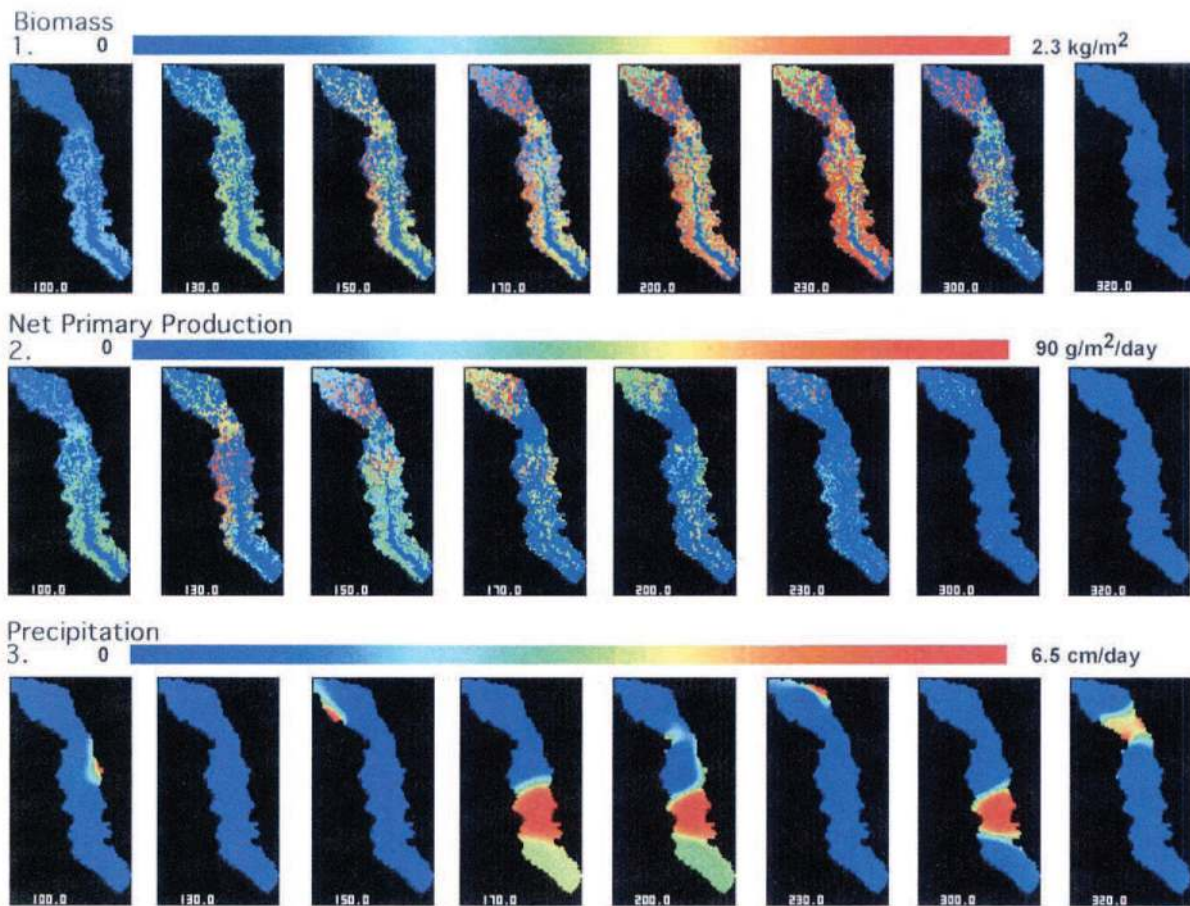 Biomass
1. 0 2.3 kg/m²
100.0 130.0 150.0 170.0 200.0 230.0 300.0 320.0
Net Primary Production
2. 0 90 g/m²/day
100.0 130.0 150.0 170.0 200.0 230.0 300.0 320.0
Precipitation
3. 0 6.5 cm/day
100.0 130.0 150.0 170.0 200.0 230.0 300.0 320.0